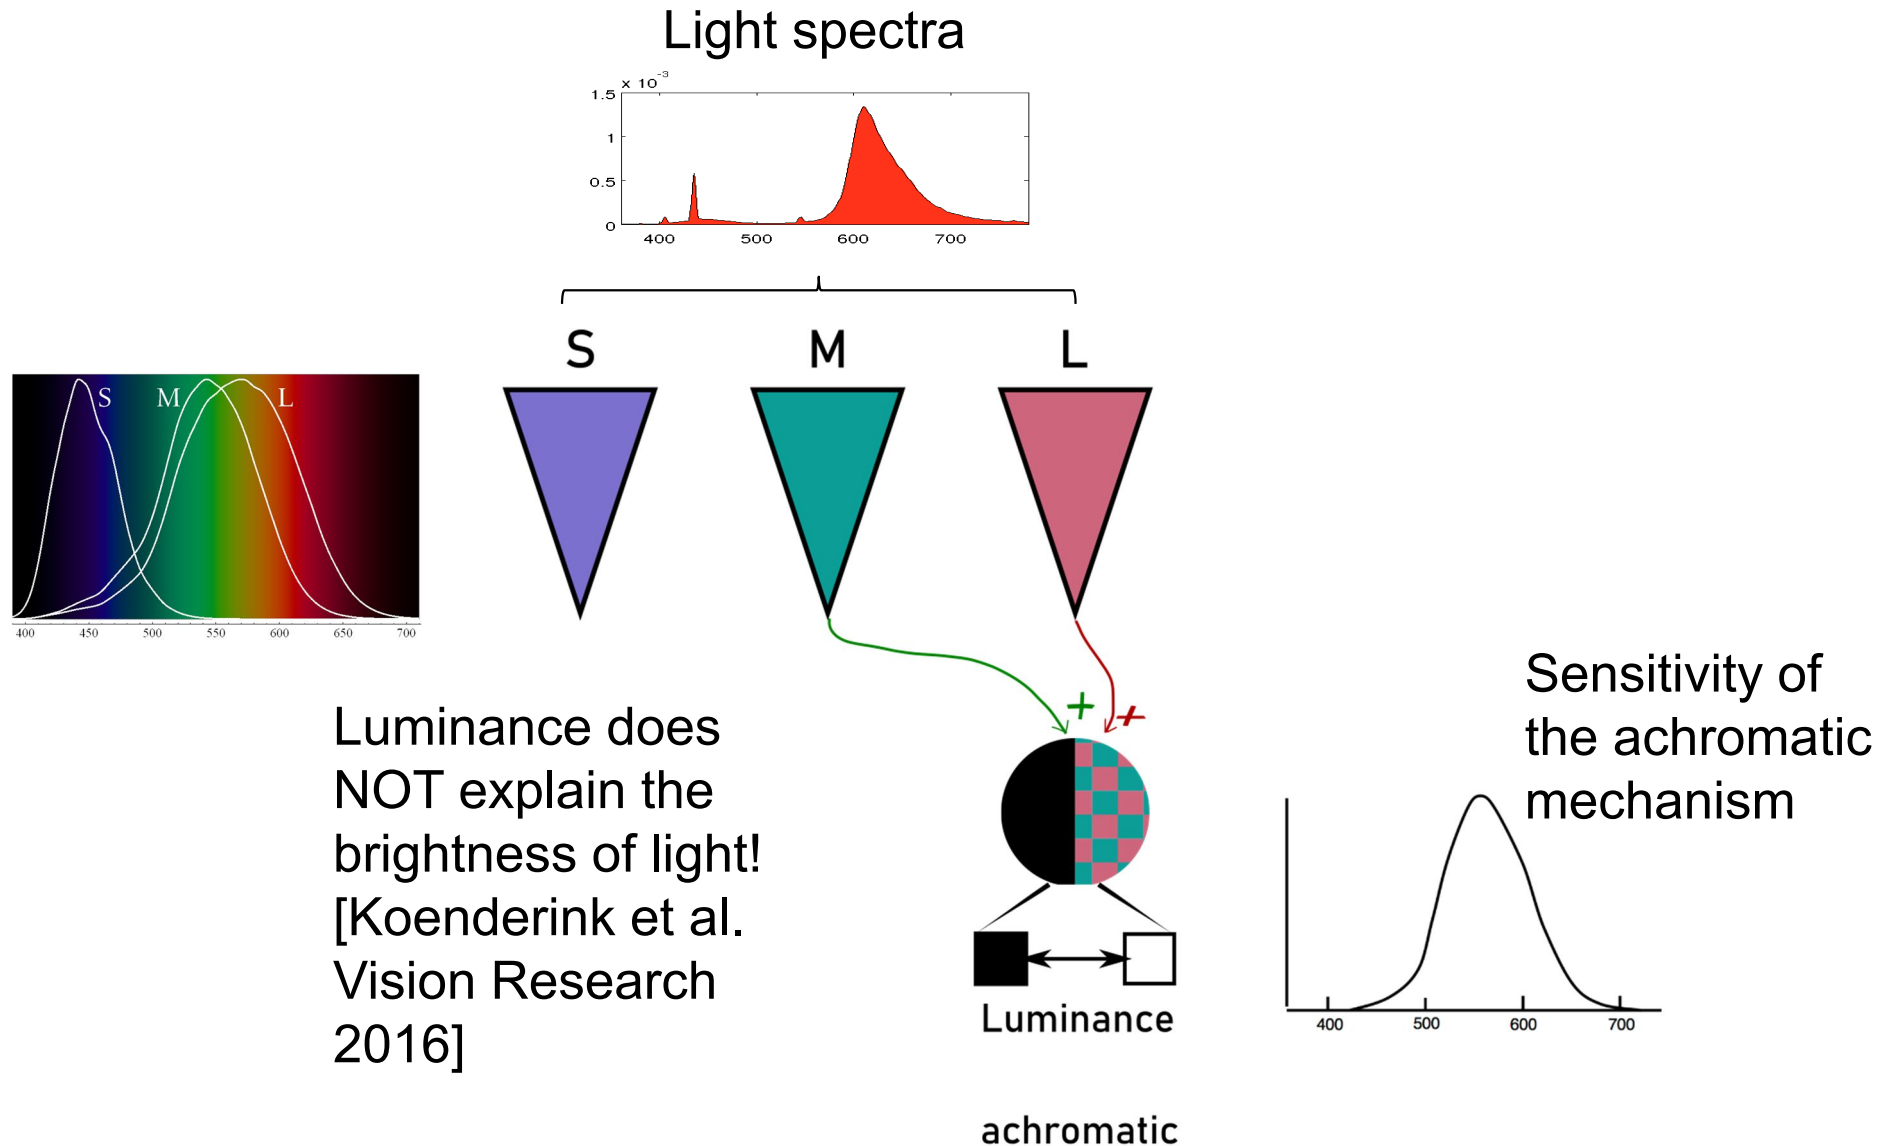 Light spectra
x 10-3
1.5
1
0.5
0
400 500 600 700
S M L
S M L
400 450 500 550 600 650 700
+ +
Luminance does
NOT explain the
brightness of light!
[Koenderink et al.
Vision Research
2016]
Luminance
achromatic
Sensitivity of
the achromatic
mechanism
400 500 600 700